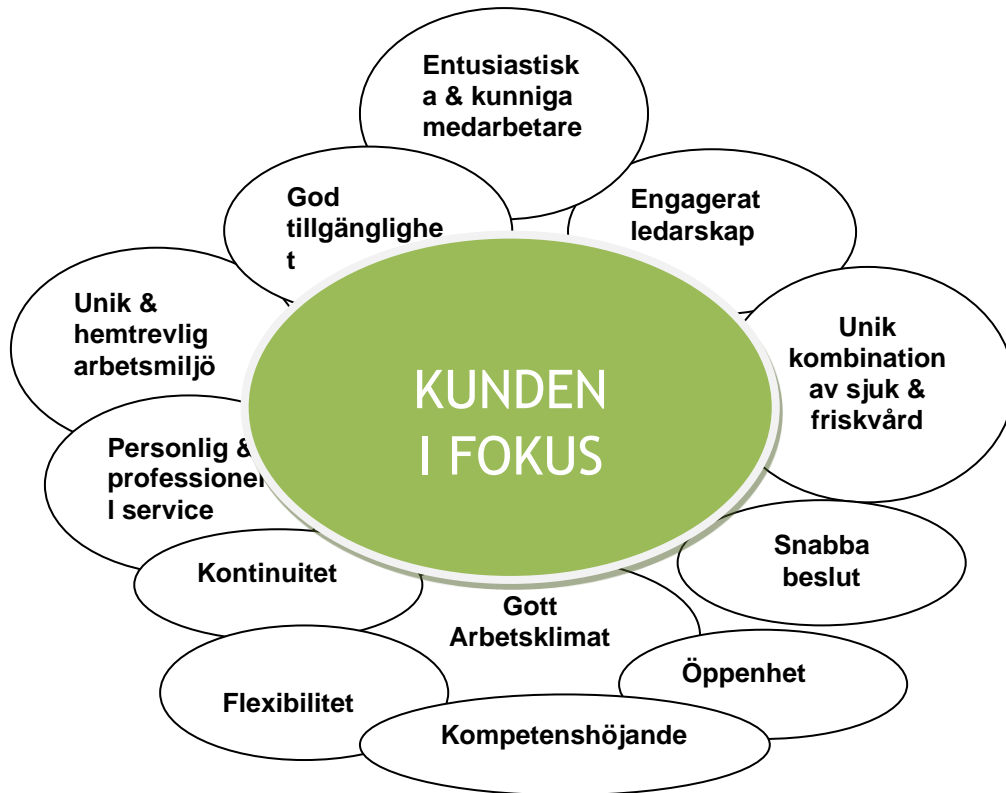 Entusiastisk
a & kunniga
medarbetare
God
tillgänglighe
t
Engagerat
ledarskap
Unik &
hemtrevlig
arbetsmiljö
Unik
kombination
av sjuk &
friskvård
KUNDEN
I FOKUS
Personlig &
professionel
l service
Kontinuitet
Snabba
beslut
Gott
Arbetsklimat
Öppenhet
Flexibilitet
Kompetenshöjande